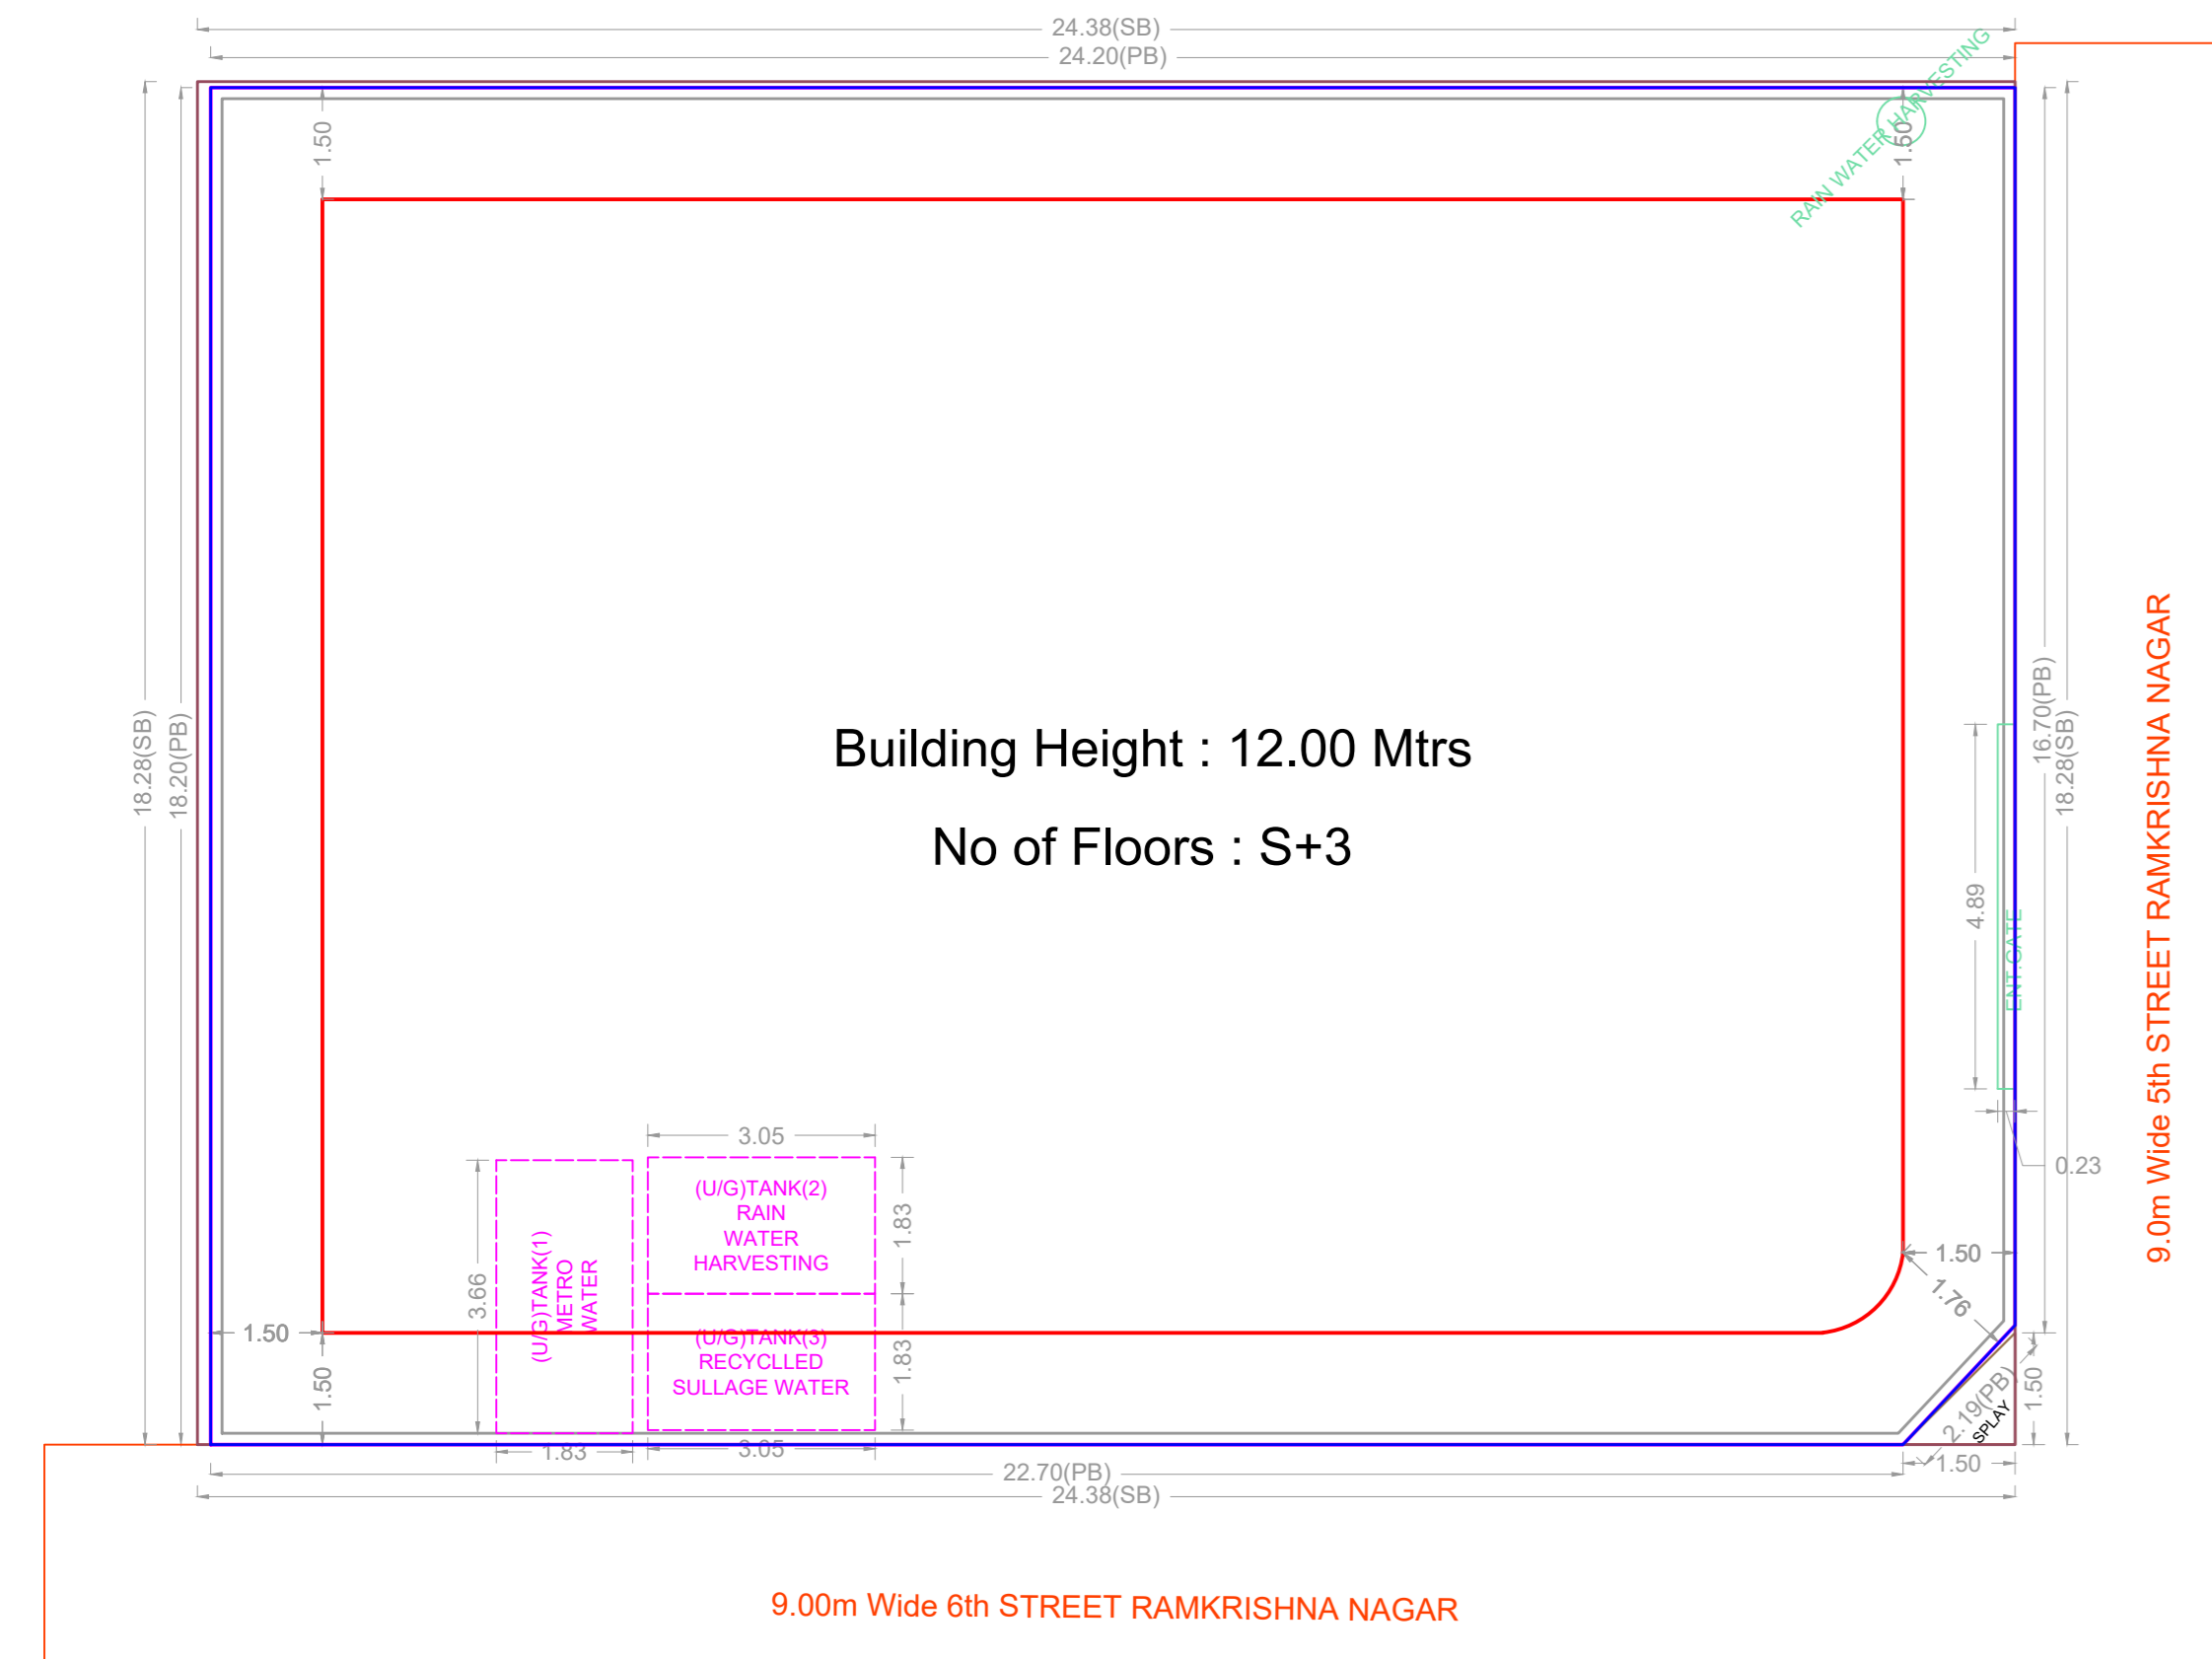 24.38(SB)
24.20(PB)
RAIN WATER HARVESTING
1.50
1.50
18.28(SB)
18.20(PB)
Building Height : 12.00 Mtrs
No of Floors : S+3
16.70(PB)
18.28(SB)
9.0m Wide 5th STREET RAMKRISHNA NAGAR
4.89
ENT.GATE
0.23
3.05
3.66
(U/G)TANK(1)
METRO
WATER
(U/G)TANK(2)
RAIN
WATER
HARVESTING
1.83
(U/G)TANK(3)
RECYCLLED
SULLAGE WATER
1.83
1.50
1.50
1.50
1.76
2.19(PB)
SPLAY
1.50
1.83
3.05
1.50
22.70(PB)
24.38(SB)
9.00m Wide 6th STREET RAMKRISHNA NAGAR